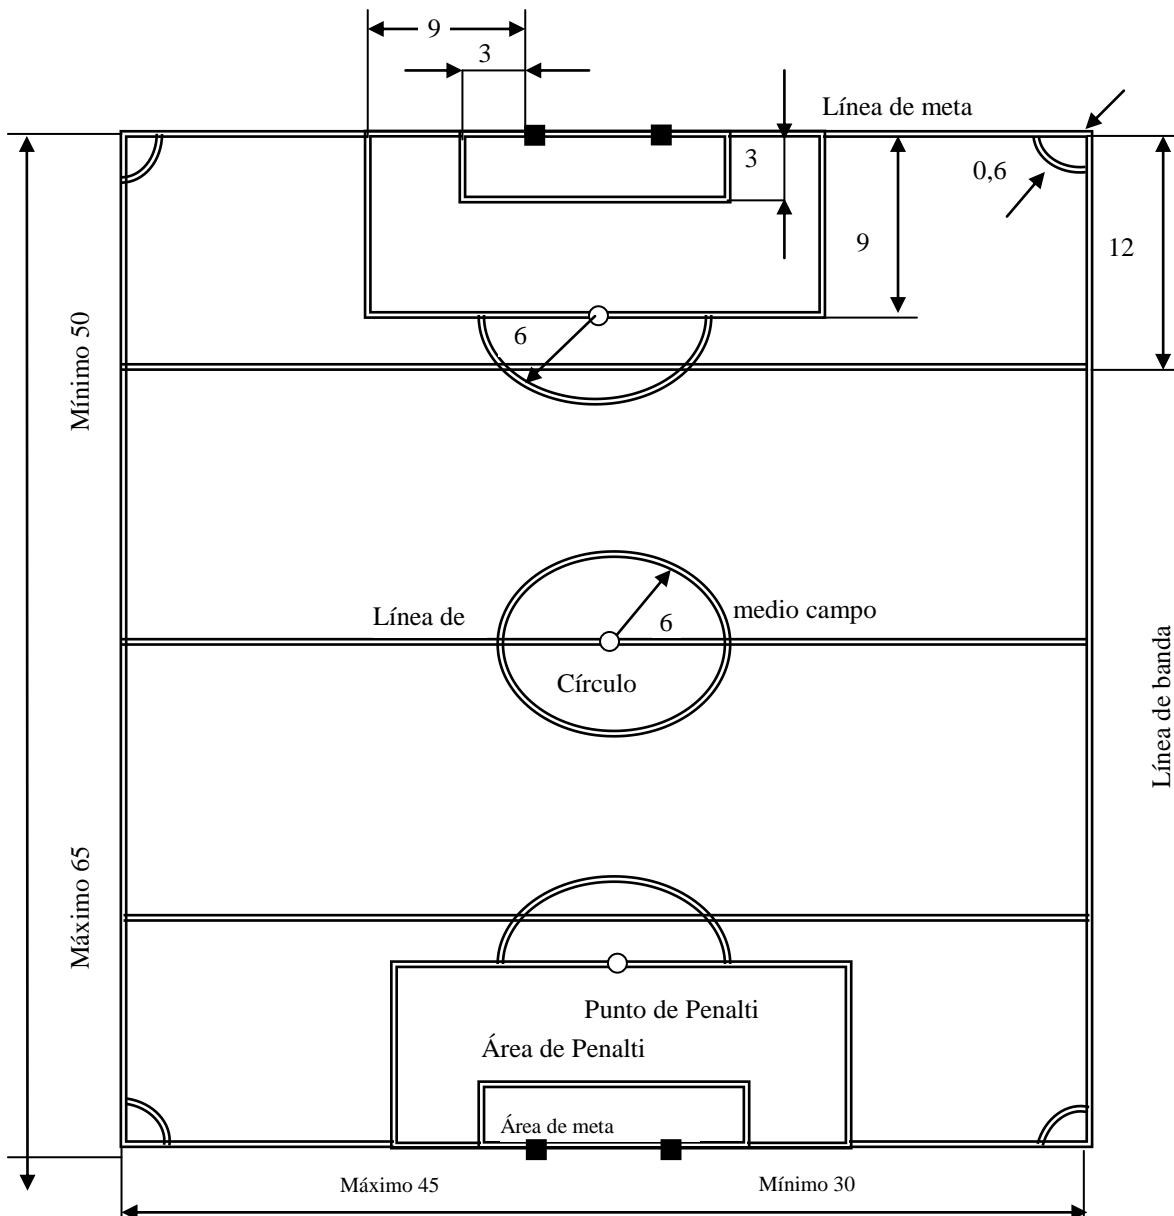 9
3
Línea de meta
3
0,6
9
12
Mínimo 50
6
Línea de
medio campo
6
Círculo
Línea de banda
Máximo 65
Punto de Penalti
Área de Penalti
Área de meta
Máximo 45
Mínimo 30